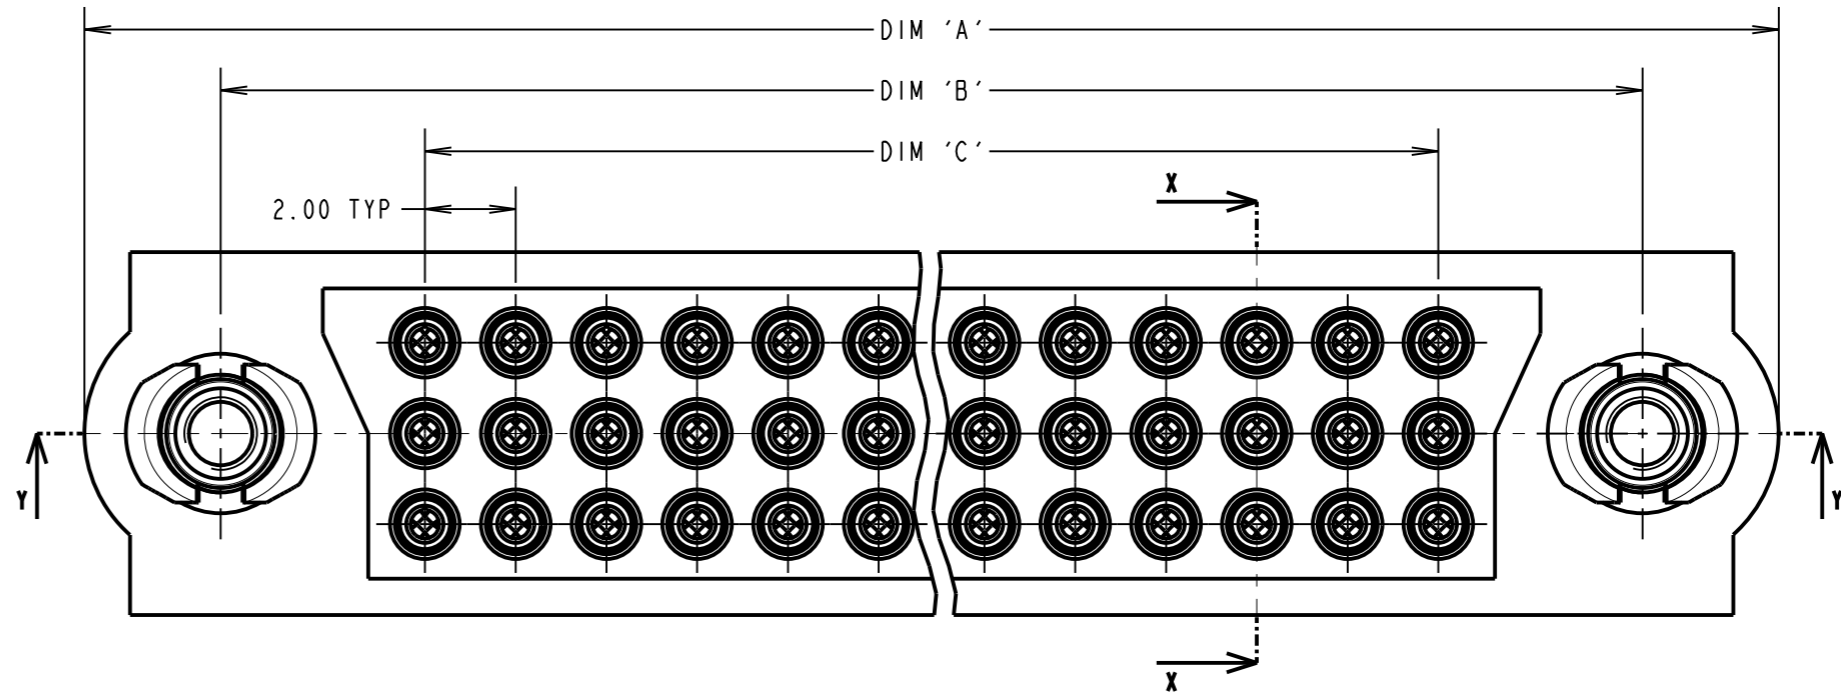 DIM 'A'
DIM 'B'
DIM 'C'
X
2.00 TYP
Y
Y
X